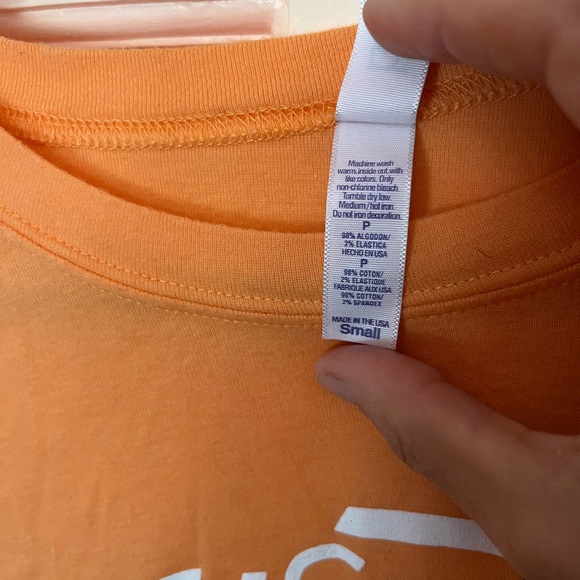 Machine wash
warm, inside out, with
like colors. Only
non-chlorine bleach.
Tumble dry low.
Medium/hot iron.
Do not iron decoration.
P
98% ALGODON/
2% ELASTICA
HECHO EN USA
P
98% COTON/
2% ELASTIQUE
FABRIQUE AUX USA
98% COTTON/
2% SPANDEX
MADE IN THE USA
Small